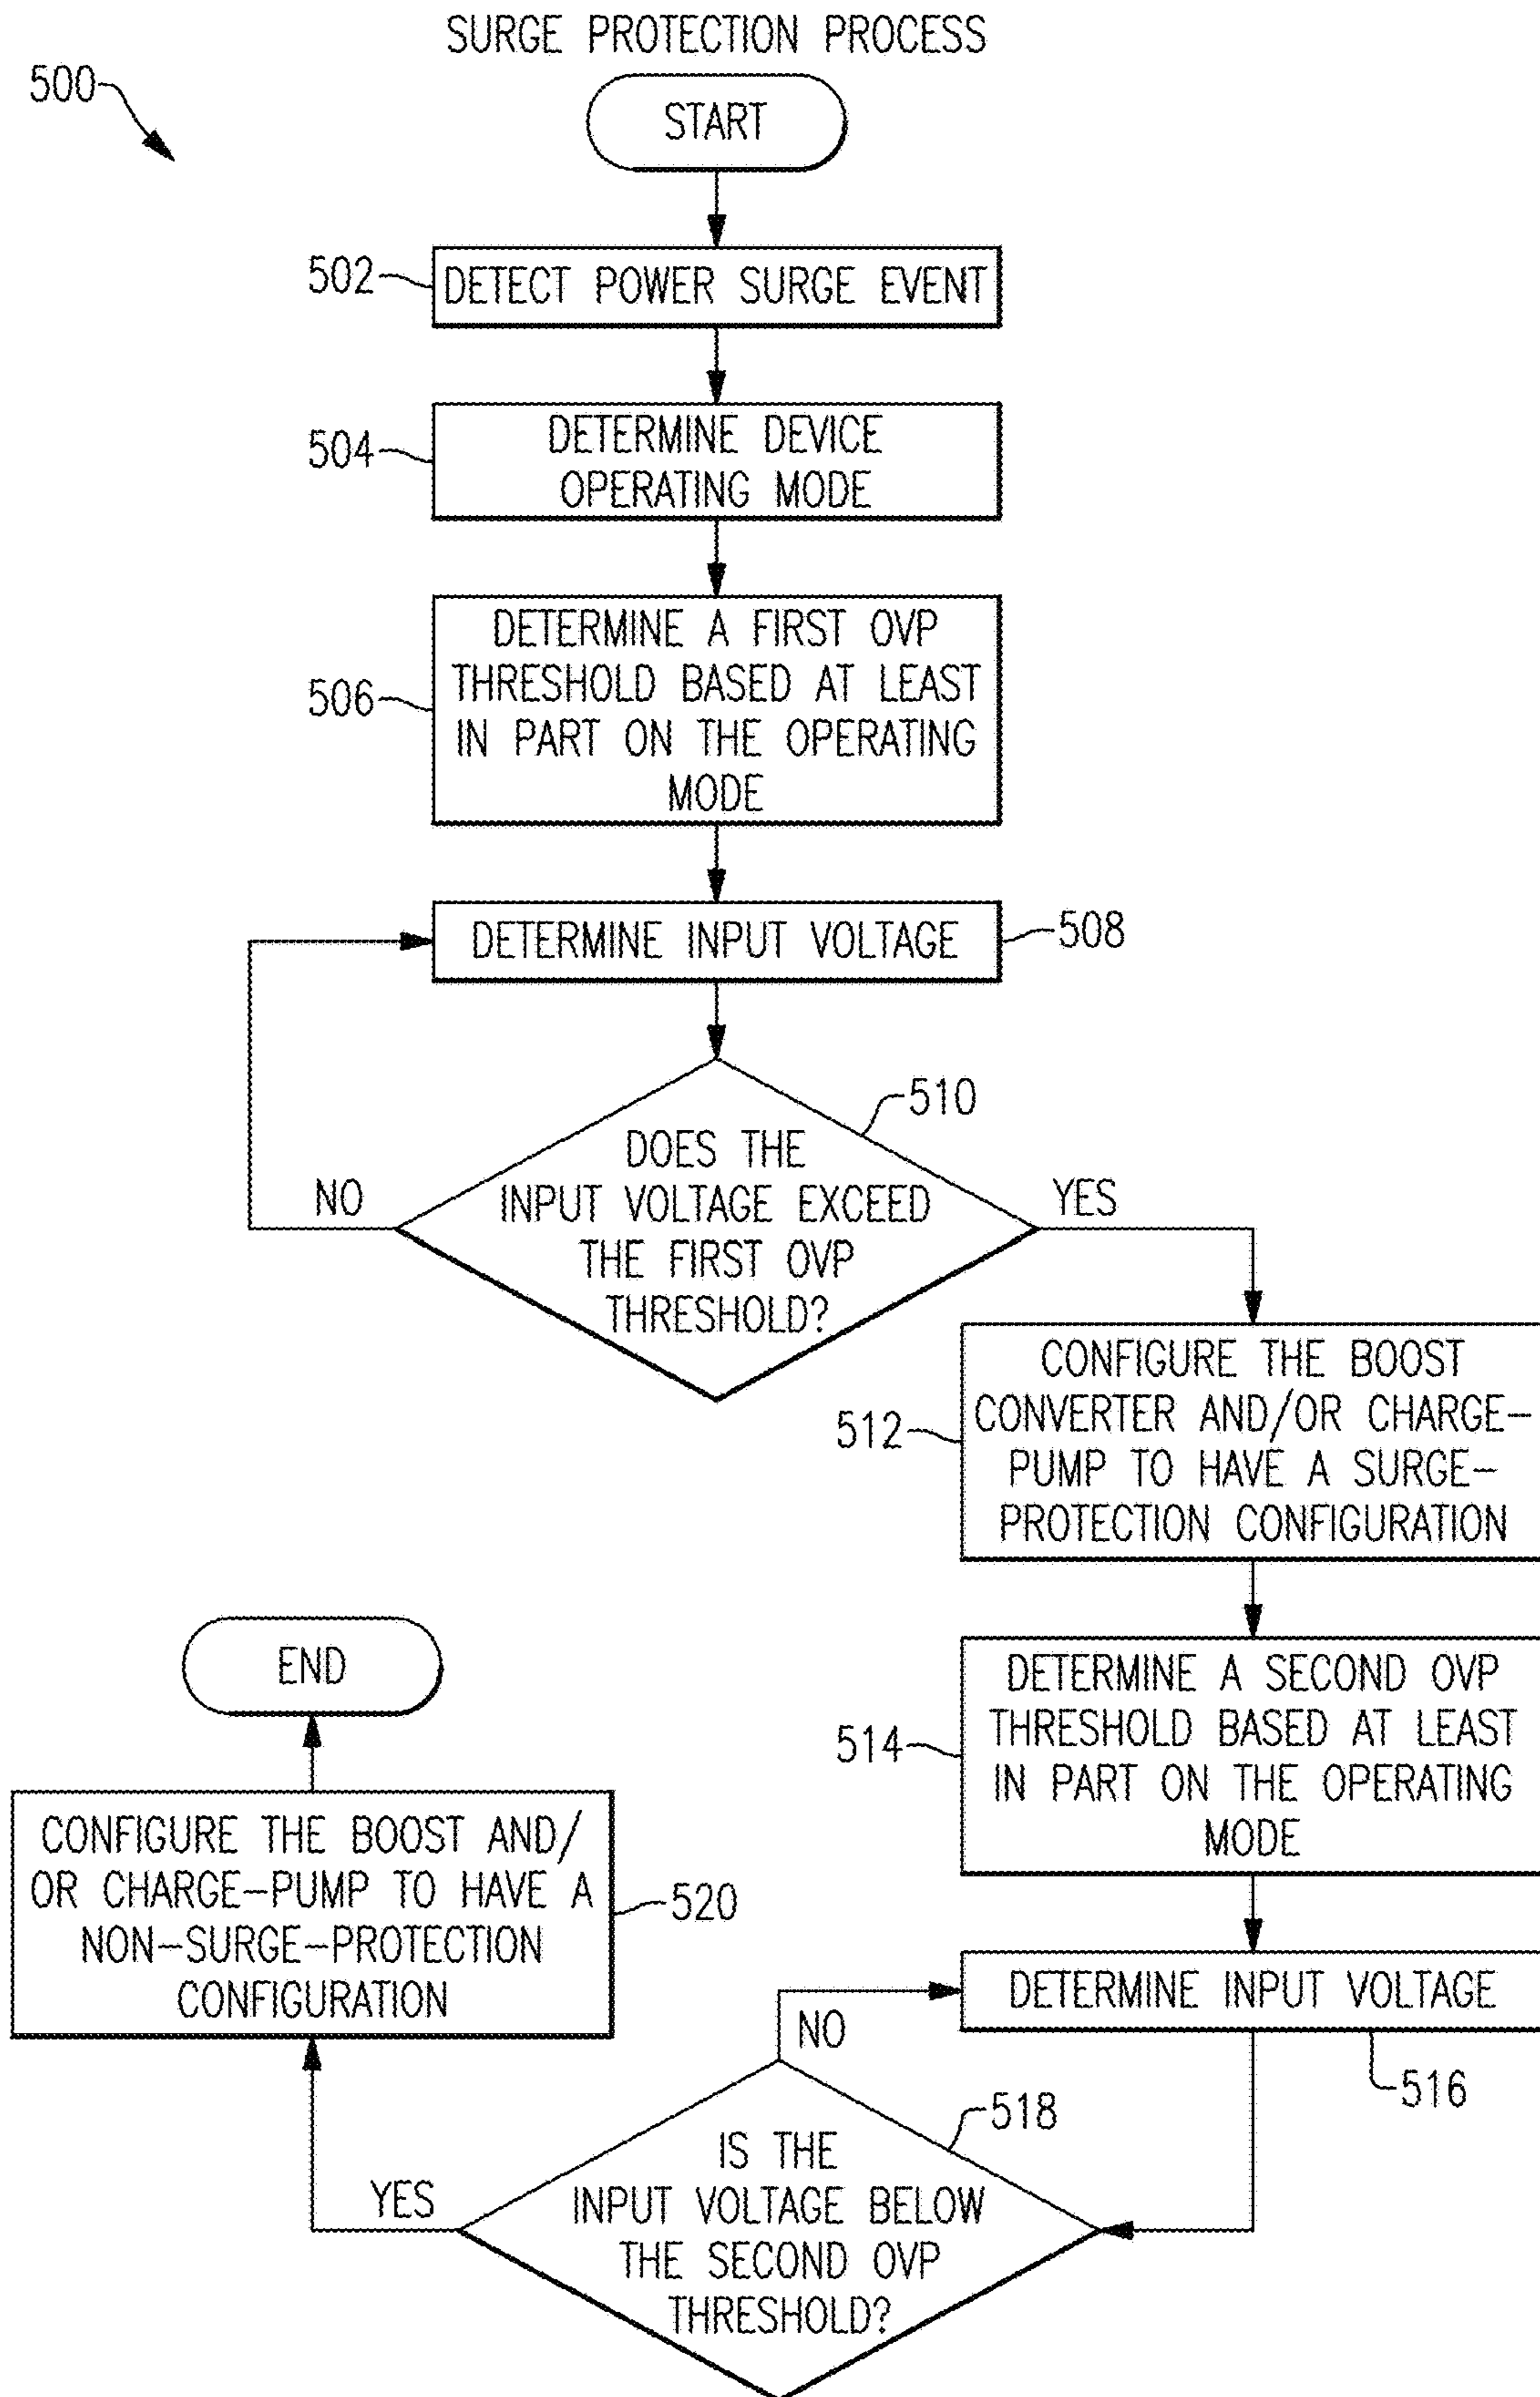 SURGE PROTECTION PROCESS
500
START
502
DETECT POWER SURGE EVENT
504
DETERMINE DEVICE
OPERATING MODE
506
DETERMINE A FIRST OVP
THRESHOLD BASED AT LEAST
IN PART ON THE OPERATING
MODE
DETERMINE INPUT VOLTAGE
508
510
DOES THE
INPUT VOLTAGE EXCEED
THE FIRST OVP
THRESHOLD?
NO
YES
512
CONFIGURE THE BOOST
CONVERTER AND/OR CHARGE-
PUMP TO HAVE A SURGE-
PROTECTION CONFIGURATION
514
DETERMINE A SECOND OVP
THRESHOLD BASED AT LEAST
IN PART ON THE OPERATING
MODE
DETERMINE INPUT VOLTAGE
516
NO
518
IS THE
INPUT VOLTAGE BELOW
THE SECOND OVP
THRESHOLD?
YES
CONFIGURE THE BOOST AND/
OR CHARGE-PUMP TO HAVE A
NON-SURGE-PROTECTION
CONFIGURATION
520
END